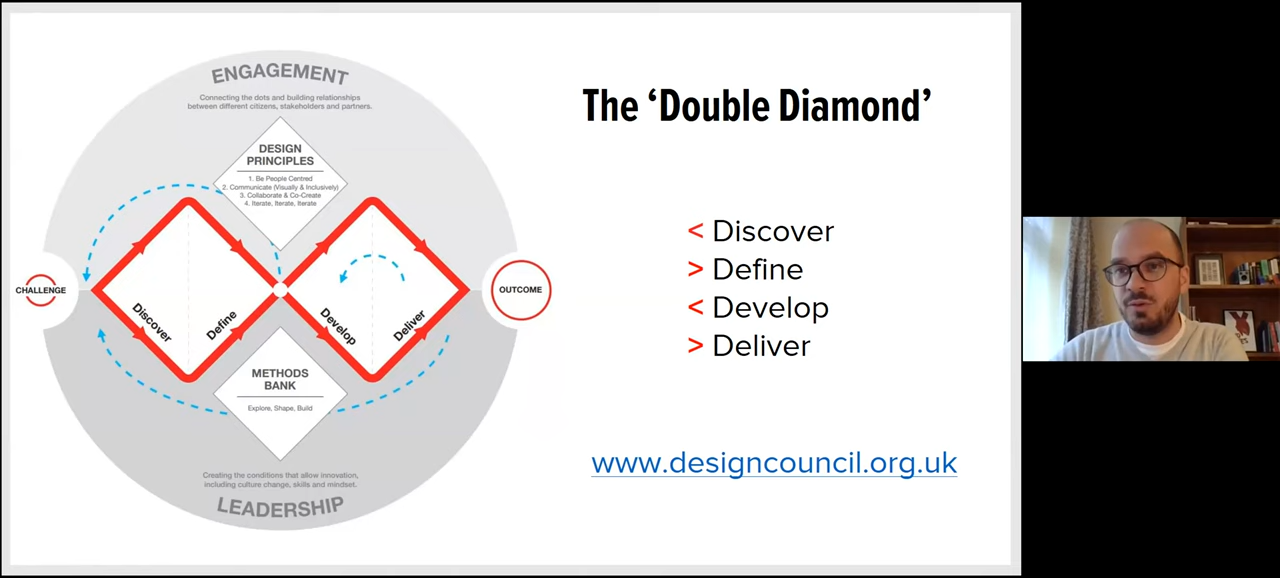 ENGAGEMENT
Connecting the dots and building relationships
between different citizens, stakeholders and partners.
DESIGN
PRINCIPLES
1. Be People Centred
2. Communicate (Visually & Inclusively)
3. Collaborate & Co-Create
4. Iterate, Iterate, Iterate
CHALLENGE
Discover
Define
Develop
Deliver
OUTCOME
METHODS
BANK
Explore, Shape, Build
Creating the conditions that allow innovation,
including culture change, skills and mindset.
LEADERSHIP
The ‘Double Diamond’
< Discover
> Define
< Develop
> Deliver
www.designcouncil.org.uk